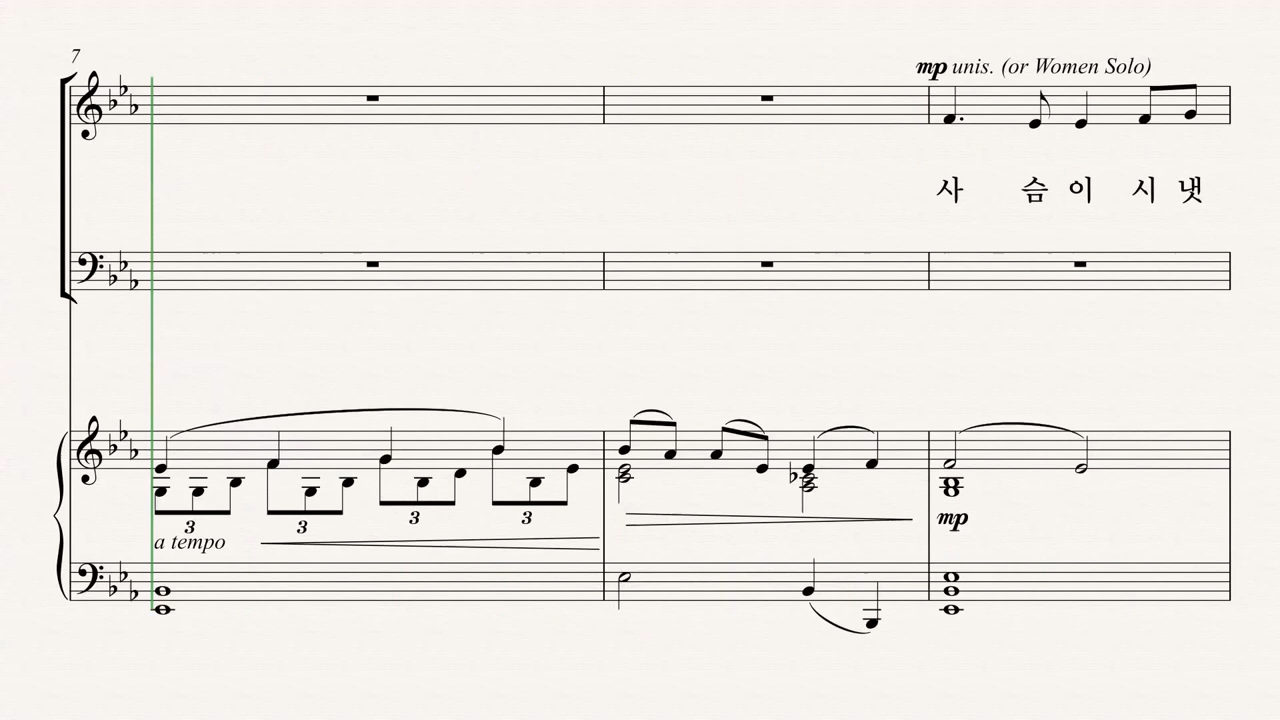 7
mp unis. (or Women Solo)
사 슴 이 시 냇
3 3 3 3
mp
a tempo